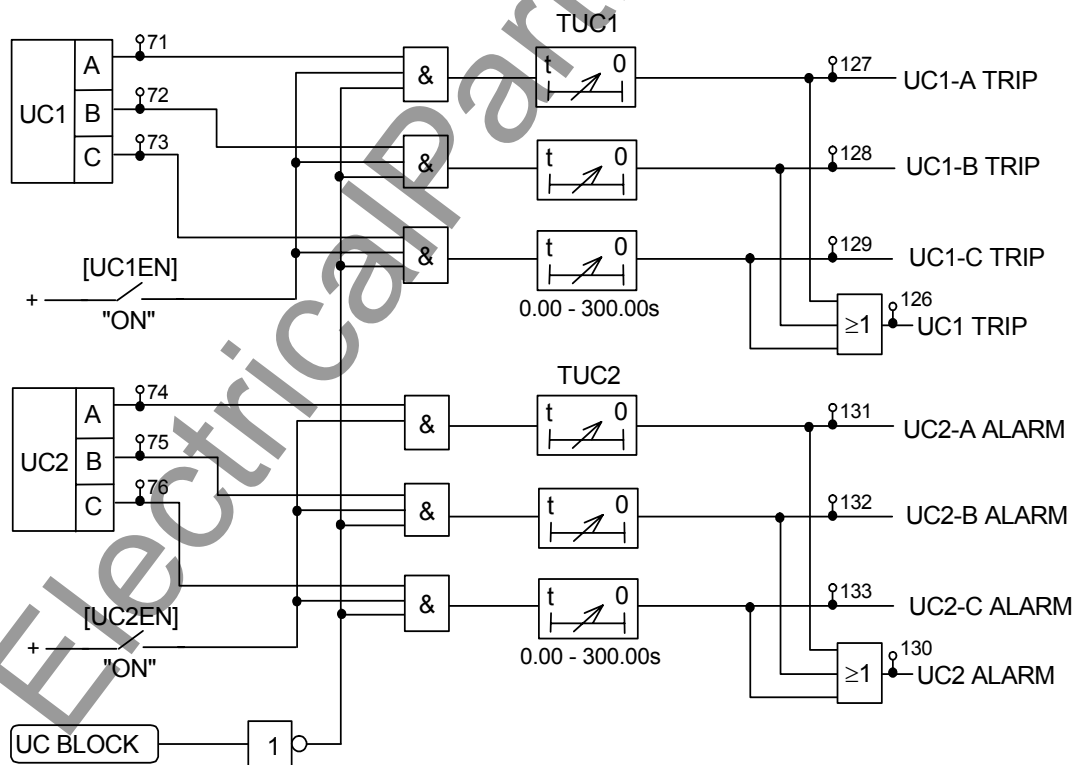 TUC1
UC1
A
71
B
72
C
73
&
t 0
127
UC1-A TRIP
&
t 0
128
UC1-B TRIP
&
t 0
129
UC1-C TRIP
[UC1EN]
+
"ON"
0.00 - 300.00s
≥1
126
UC1 TRIP
TUC2
UC2
A
74
B
75
C
76
&
t 0
131
UC2-A ALARM
&
t 0
132
UC2-B ALARM
&
t 0
133
UC2-C ALARM
[UC2EN]
+
"ON"
0.00 - 300.00s
≥1
130
UC2 ALARM
UC BLOCK
1
ElectricalPart